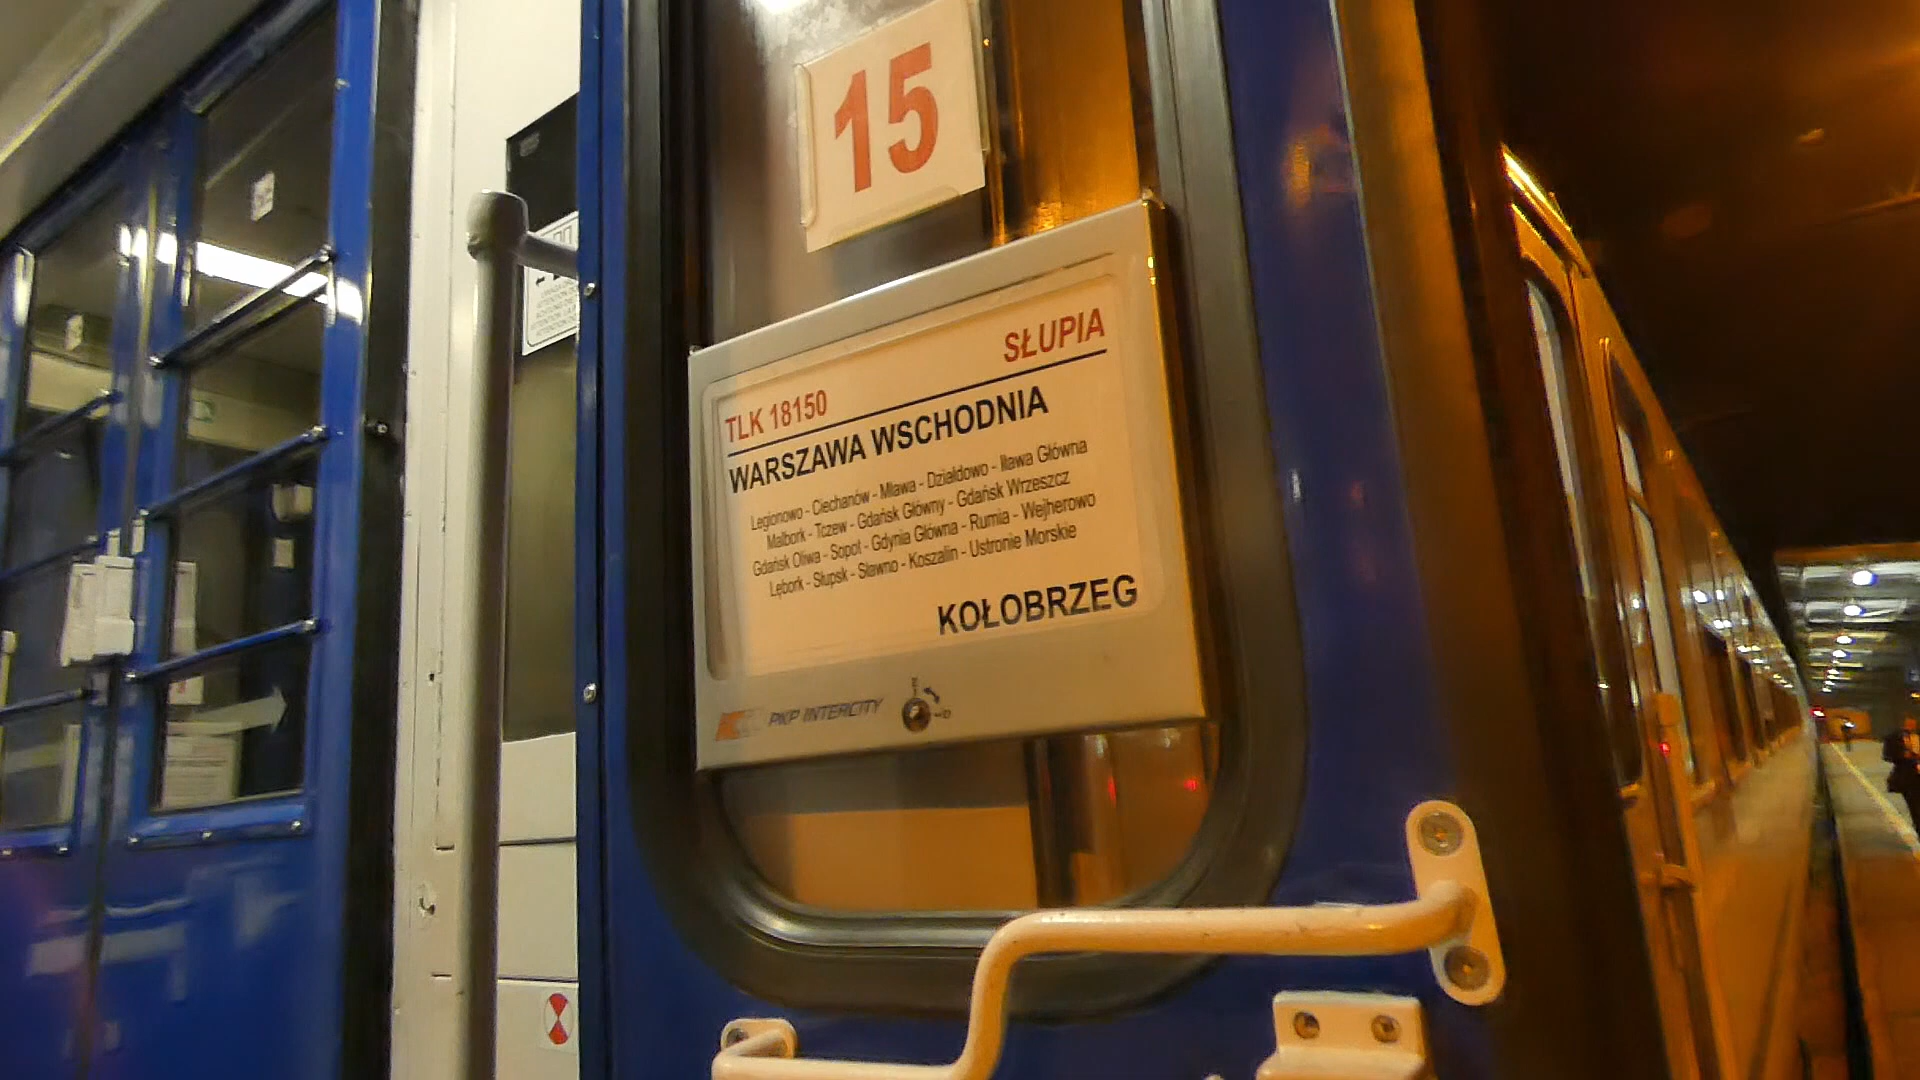 15
SŁUPIA
TLK 18150
WARSZAWA WSCHODNIA
Legionowo - Ciechanów - Mława - Działdowo - Iława Główna
Malbork - Tczew - Gdańsk Główny - Gdańsk Wrzeszcz
Gdańsk Oliwa - Sopot - Gdynia Główna - Rumia - Wejherowo
Lębork - Słupsk - Sławno - Koszalin - Ustronie Morskie
KOŁOBRZEG
PKP INTERCITY